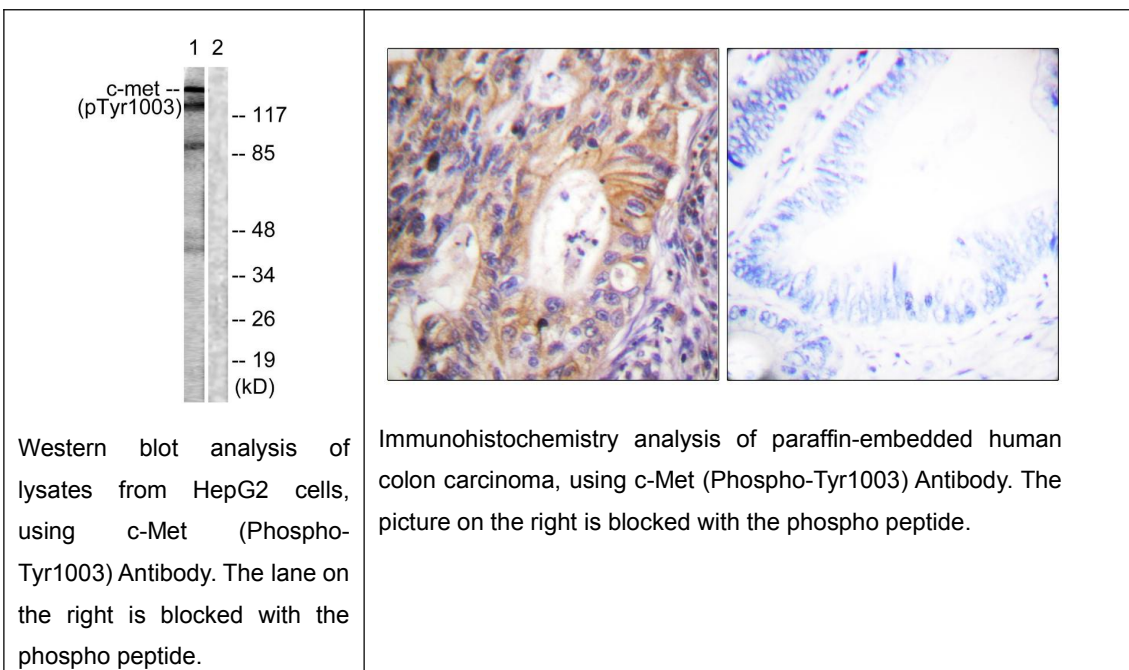 1 2
c-met --
(pTyr1003)
-- 117
-- 85
-- 48
-- 34
-- 26
-- 19
(kD)
Western blot analysis of
lysates from HepG2 cells,
using c-Met (Phospho-
Tyr1003) Antibody. The lane on
the right is blocked with the
phospho peptide.
Immunohistochemistry analysis of paraffin-embedded human
colon carcinoma, using c-Met (Phospho-Tyr1003) Antibody. The
picture on the right is blocked with the phospho peptide.